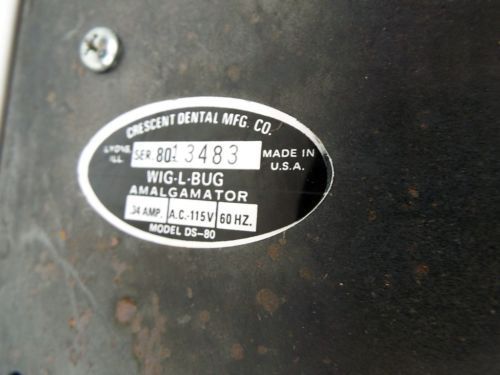 CRESCENT DENTAL MFG. CO.
LYONS, ILL.
SER. 80- 13483
MADE IN U.S.A.
WIG-L-BUG
AMALGAMATOR
.34 AMP. A.C.-115V 60 HZ.
MODEL DS-80